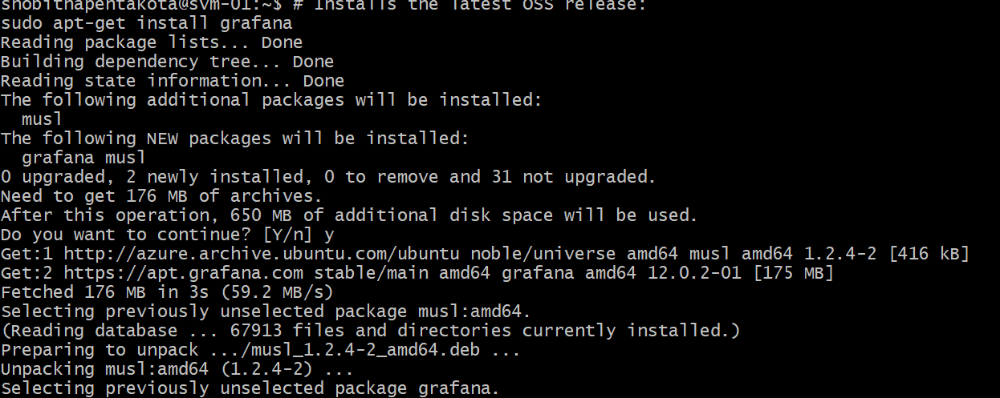 shobithapentakota@svm-01:~$ # Installs the latest OSS release:
sudo apt-get install grafana
Reading package lists... Done
Building dependency tree... Done
Reading state information... Done
The following additional packages will be installed:
  musl
The following NEW packages will be installed:
  grafana musl
0 upgraded, 2 newly installed, 0 to remove and 31 not upgraded.
Need to get 176 MB of archives.
After this operation, 650 MB of additional disk space will be used.
Do you want to continue? [Y/n] y
Get:1 http://azure.archive.ubuntu.com/ubuntu noble/universe amd64 musl amd64 1.2.4-2 [416 kB]
Get:2 https://apt.grafana.com stable/main amd64 grafana amd64 12.0.2-01 [175 MB]
Fetched 176 MB in 3s (59.2 MB/s)
Selecting previously unselected package musl:amd64.
(Reading database ... 67913 files and directories currently installed.)
Preparing to unpack .../musl_1.2.4-2_amd64.deb ...
Unpacking musl:amd64 (1.2.4-2) ...
Selecting previously unselected package grafana.